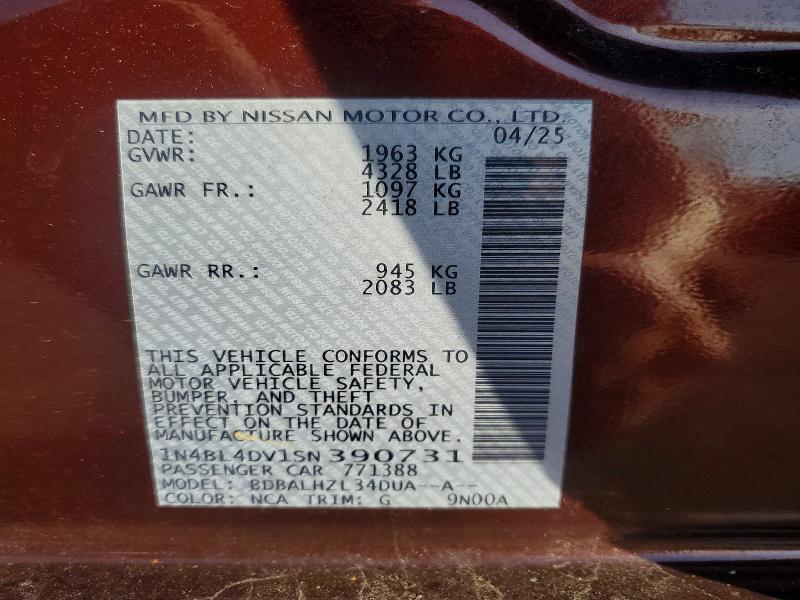 MFD BY NISSAN MOTOR CO., LTD.
DATE: 04/25
GVWR: 1963 KG
4328 LB
GAWR FR.: 1097 KG
2418 LB
GAWR RR.: 945 KG
2083 LB
THIS VEHICLE CONFORMS TO
ALL APPLICABLE FEDERAL
MOTOR VEHICLE SAFETY,
BUMPER, AND THEFT
PREVENTION STANDARDS IN
EFFECT ON THE DATE OF
MANUFACTURE SHOWN ABOVE.
1N4BL4DV1SN390731
PASSENGER CAR 771388
MODEL: BDBALHZL34DUA--A--
COLOR: NCA TRIM: G 9N00A